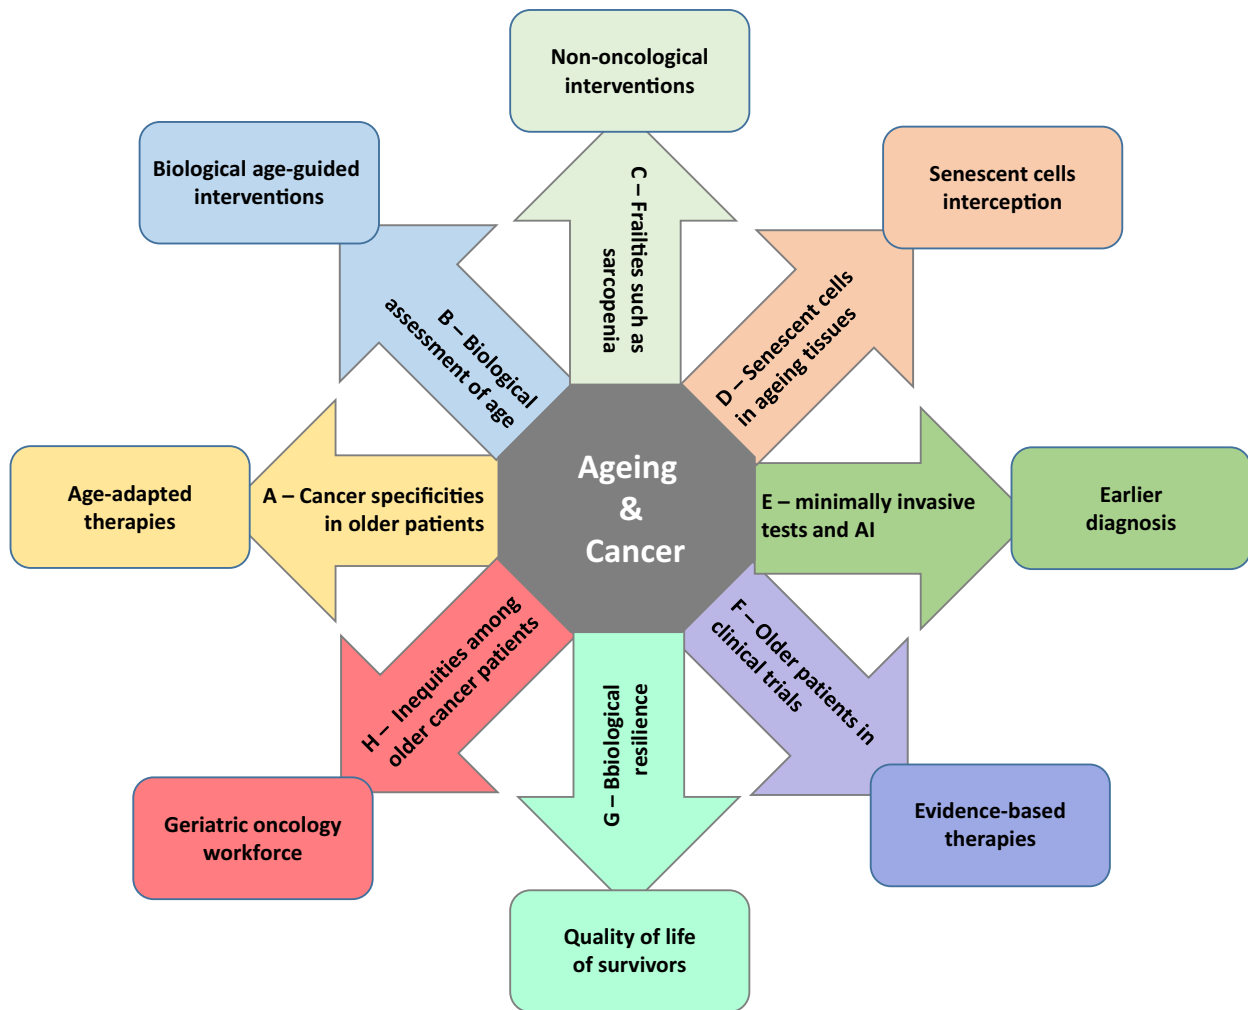 Non-oncological
interventions
Biological age-guided
interventions
Senescent cells
interception
C – Frailties such as
sarcopenia
B – Biological
assessment of age
D – Senescent cells
in ageing tissues
Age-adapted
therapies
A – Cancer specificities
in older patients
Ageing
&
Cancer
E – minimally invasive
tests and AI
Earlier
diagnosis
H – Inequities among
older cancer patients
G – Bbiological
resilience
F – Older patients in
clinical trials
Geriatric oncology
workforce
Evidence-based
therapies
Quality of life
of survivors